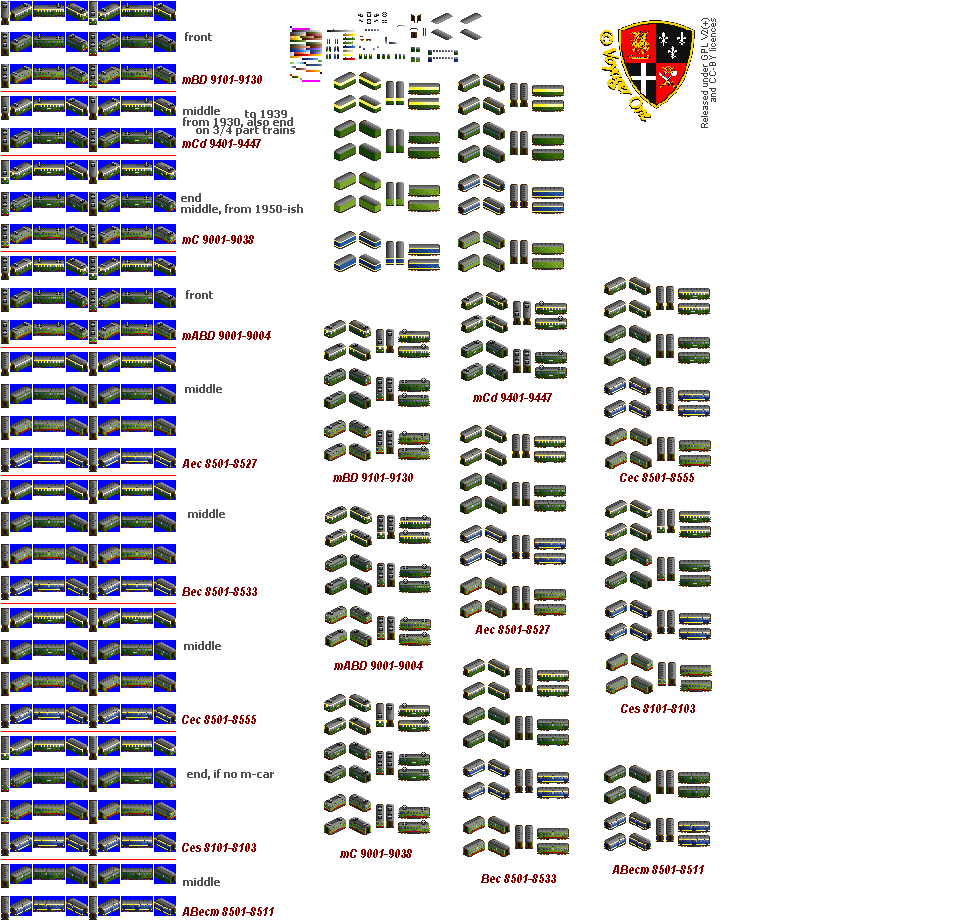 front
mBD 9101-9130
middle
to 1939
from 1930, also end
on 3/4 part trains
mCd 9401-9447
end
middle, from 1950-ish
mC 9001-9038
front
mABD 9001-9004
middle
Aec 8501-8527
middle
Bec 8501-8533
middle
Cec 8501-8555
end, if no m-car
Ces 8101-8103
middle
ABecm 8501-8511
mBD 9101-9130
mABD 9001-9004
mC 9001-9038
mCd 9401-9447
Aec 8501-8527
Bec 8501-8533
Cec 8501-8555
Ces 8101-8103
ABecm 8501-8511
Released under GPL V2(+)
and CC-BY licences